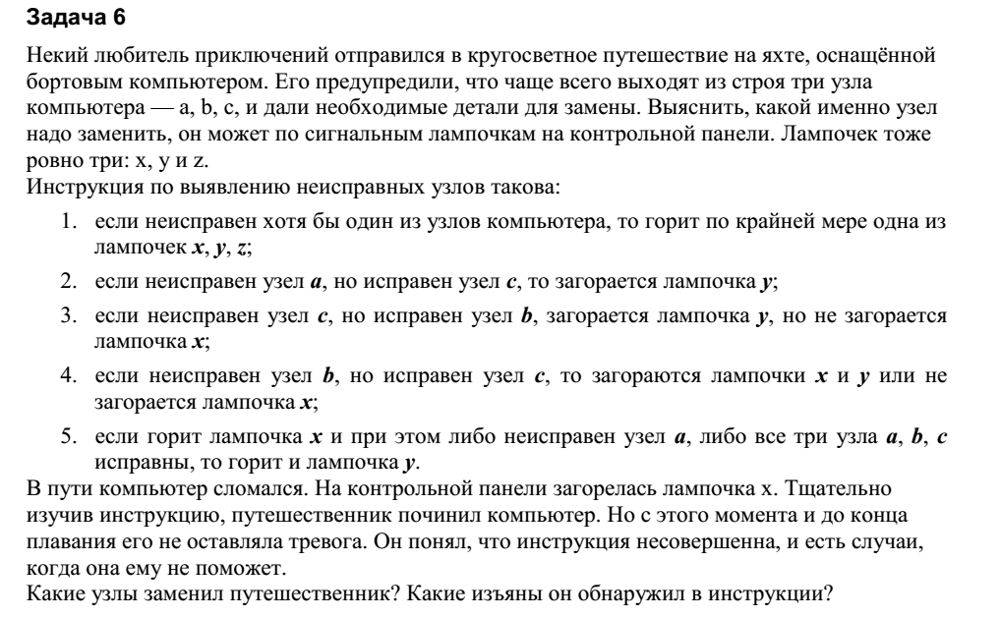 Задача 6
Некий любитель приключений отправился в кругосветное путешествие на яхте, оснащённой
бортовым компьютером. Его предупредили, что чаще всего выходят из строя три узла
компьютера — a, b, c, и дали необходимые детали для замены. Выяснить, какой именно узел
надо заменить, он может по сигнальным лампочкам на контрольной панели. Лампочек тоже
ровно три: x, y и z.
Инструкция по выявлению неисправных узлов такова:
1. если неисправен хотя бы один из узлов компьютера, то горит по крайней мере одна из
лампочек x, y, z;
2. если неисправен узел a, но исправен узел c, то загорается лампочка y;
3. если неисправен узел c, но исправен узел b, загорается лампочка y, но не загорается
лампочка x;
4. если неисправен узел b, но исправен узел c, то загораются лампочки x и y или не
загорается лампочка x;
5. если горит лампочка x и при этом либо неисправен узел a, либо все три узла a, b, c
исправны, то горит и лампочка y.
В пути компьютер сломался. На контрольной панели загорелась лампочка x. Тщательно
изучив инструкцию, путешественник починил компьютер. Но с этого момента и до конца
плавания его не оставляла тревога. Он понял, что инструкция несовершенна, и есть случаи,
когда она ему не поможет.
Какие узлы заменил путешественник? Какие изъяны он обнаружил в инструкции?